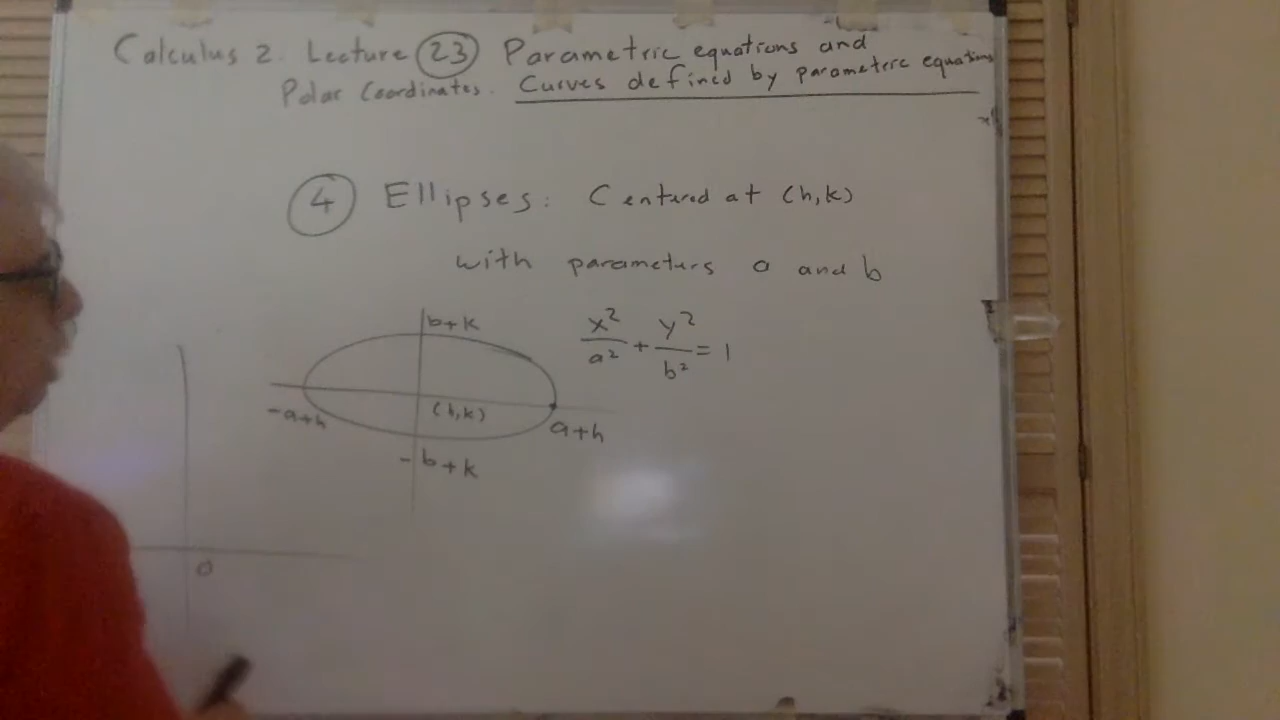 Calculus 2. Lecture 23 Parametric equations and
Polar Coordinates. Curves defined by parametric equations
4 Ellipses: Centered at (h,k)
with parameters a and b
b+k
x²/a² + y²/b² = 1
(h,k)
-a+h
a+h
-b+k
0